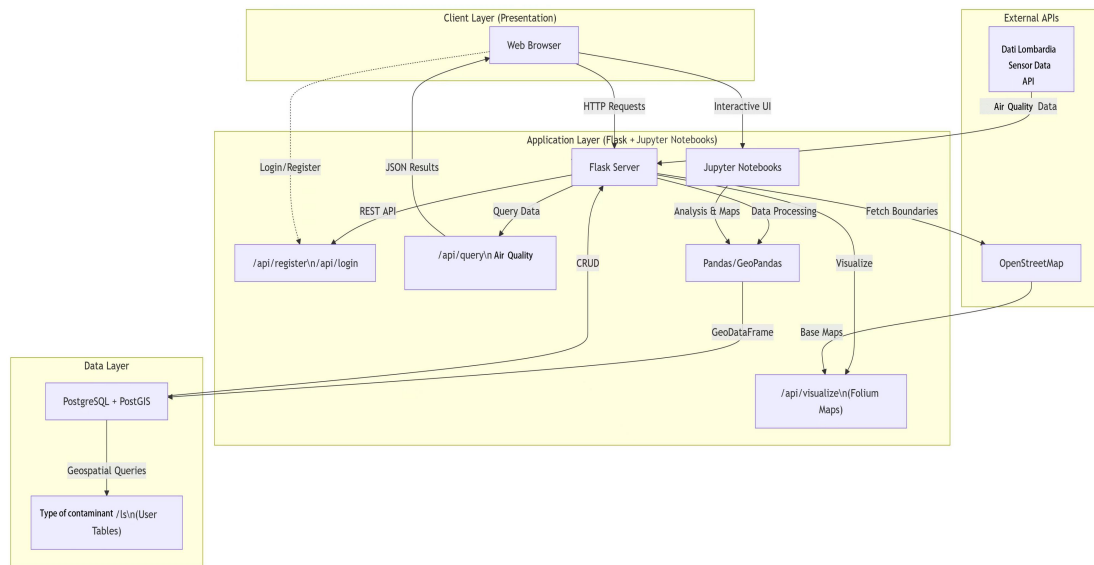 Client Layer (Presentation)
Web Browser
External APIs
Dati Lombardia
Sensor Data
API
HTTP Requests
Interactive UI
Air Quality Data
Application Layer (Flask + Jupyter Notebooks)
Login/Register
JSON Results
Flask Server
Jupyter Notebooks
REST API
Query Data
Analysis & Maps
Data Processing
Fetch Boundaries
/api/register\n/api/login
/api/query\n Air Quality
CRUD
Pandas/GeoPandas
Visualize
OpenStreetMap
GeoDataFrame
Base Maps
Data Layer
PostgreSQL + PostGIS
/api/visualize\n(Folium
Maps)
Geospatial Queries
Type of contaminant /ls\n(User
Tables)